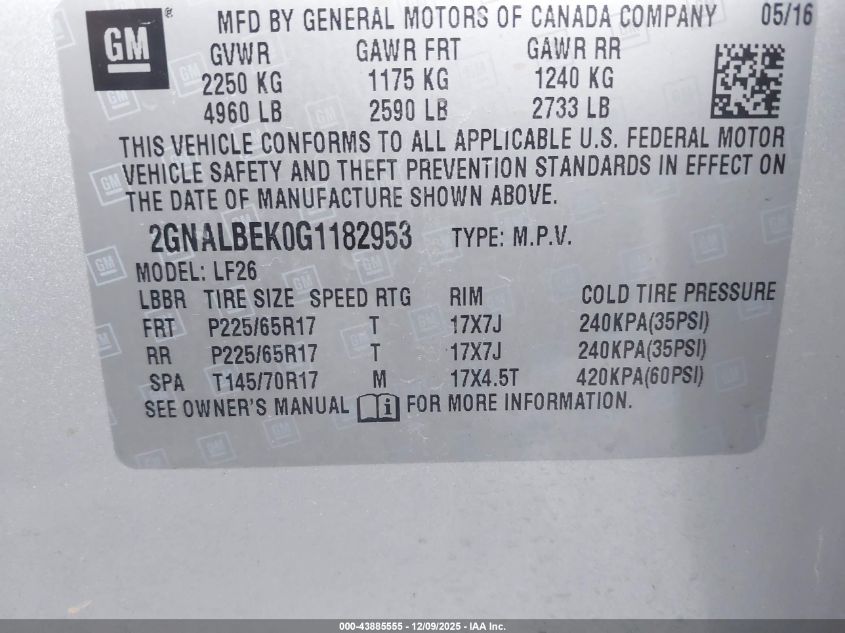 GM ® MFD BY GENERAL MOTORS OF CANADA COMPANY 05/16
GVWR GAWR FRT GAWR RR
2250 KG 1175 KG 1240 KG
4960 LB 2590 LB 2733 LB
THIS VEHICLE CONFORMS TO ALL APPLICABLE U.S. FEDERAL MOTOR
VEHICLE SAFETY AND THEFT PREVENTION STANDARDS IN EFFECT ON
THE DATE OF MANUFACTURE SHOWN ABOVE.
2GNALBEK0G1182953 TYPE: M.P.V.
MODEL: LF26
LBBR TIRE SIZE SPEED RTG RIM COLD TIRE PRESSURE
FRT P225/65R17 T 17X7J 240KPA(35PSI)
RR P225/65R17 T 17X7J 240KPA(35PSI)
SPA T145/70R17 M 17X4.5T 420KPA(60PSI)
SEE OWNER'S MANUAL i FOR MORE INFORMATION.
000-43885555 - 12/09/2025 - IAA Inc.